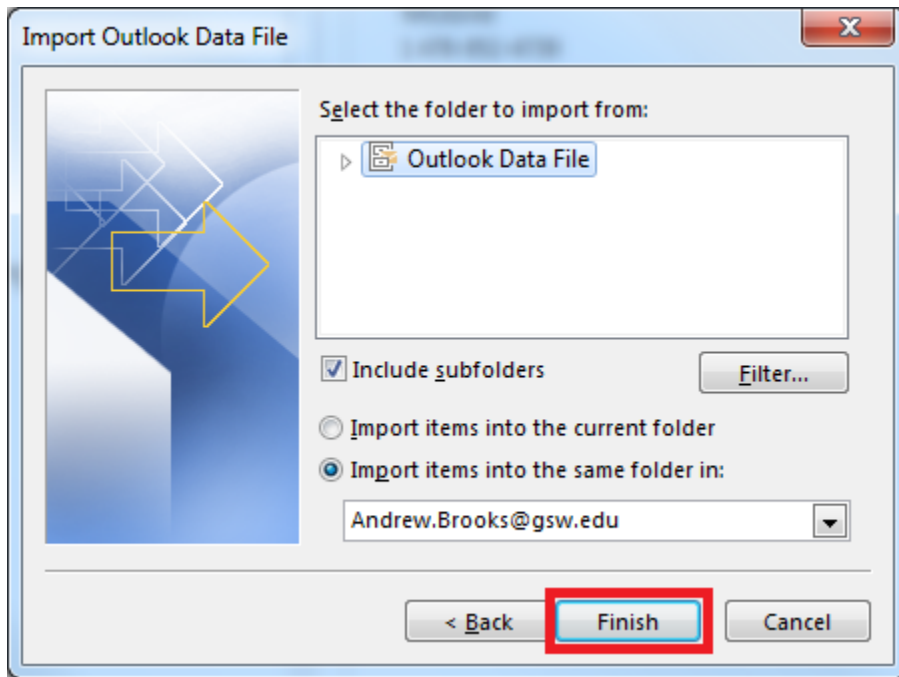 Import Outlook Data File
Select the folder to import from:
Outlook Data File
Include subfolders
Filter...
Import items into the current folder
Import items into the same folder in:
Andrew.Brooks@gsw.edu
< Back
Finish
Cancel